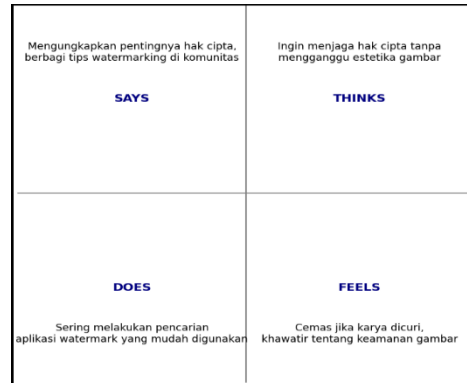 Mengungkapkan pentingnya hak cipta,
berbagi tips watermarking di komunitas
SAYS
Ingin menjaga hak cipta tanpa
mengganggu estetika gambar
THINKS
DOES
Sering melakukan pencarian
aplikasi watermark yang mudah digunakan
FEELS
Cemas jika karya dicuri,
khawatir tentang keamanan gambar